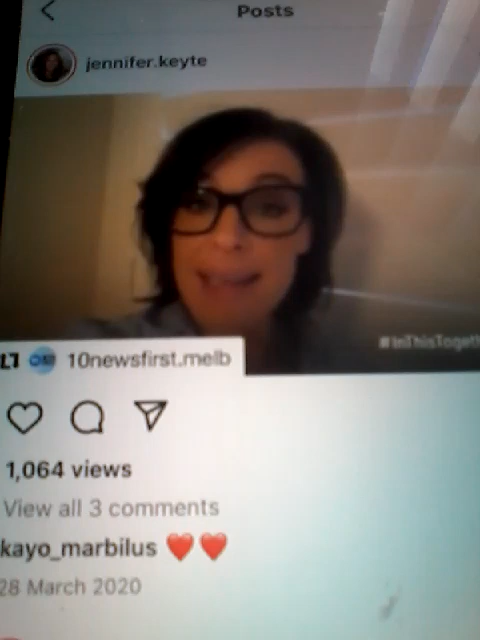 Posts
jennifer.keyte
#InThisTogeth
10newsfirst.melb
1,064 views
View all 3 comments
kayo_marbilus ❤️❤️
28 March 2020